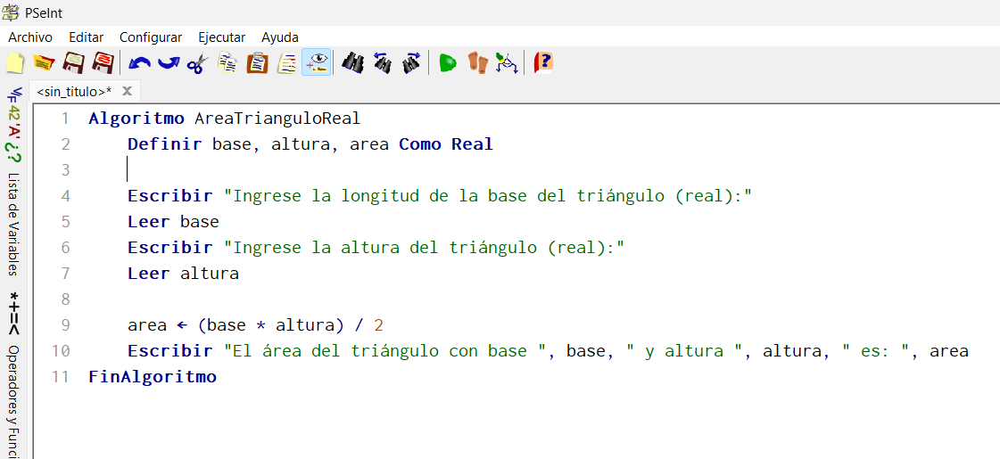 PSeInt
Archivo Editar Configurar Ejecutar Ayuda
<sin_titulo>* X
1 Algoritmo AreaTrianguloReal
2 Definir base, altura, area Como Real
3
4 Escribir "Ingrese la longitud de la base del triángulo (real):"
5 Leer base
6 Escribir "Ingrese la altura del triángulo (real):"
7 Leer altura
8
9 area ← (base * altura) / 2
10 Escribir "El área del triángulo con base ", base, " y altura ", altura, " es: ", area
11 FinAlgoritmo
VF 42 'A' ¿? Lista de Variables
*+=< Operadores y Funci